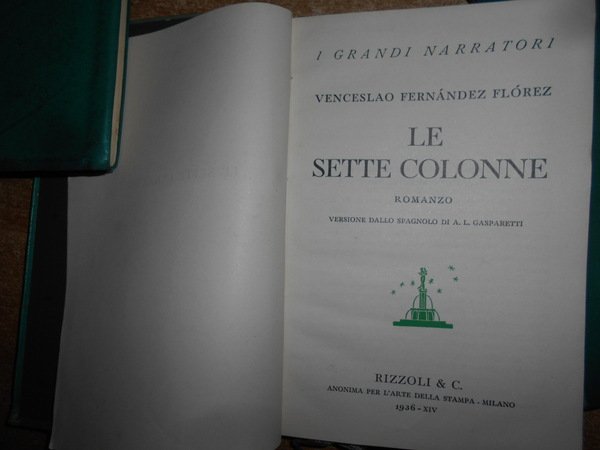 I GRANDI NARRATORI
VENCESLAO FERNÁNDEZ FLÓREZ
LE
SETTE COLONNE
ROMANZO
VERSIONE DALLO SPAGNOLO DI A. L. GASPARETTI
RIZZOLI & C.
ANONIMA PER L'ARTE DELLA STAMPA - MILANO
1936 - XIV